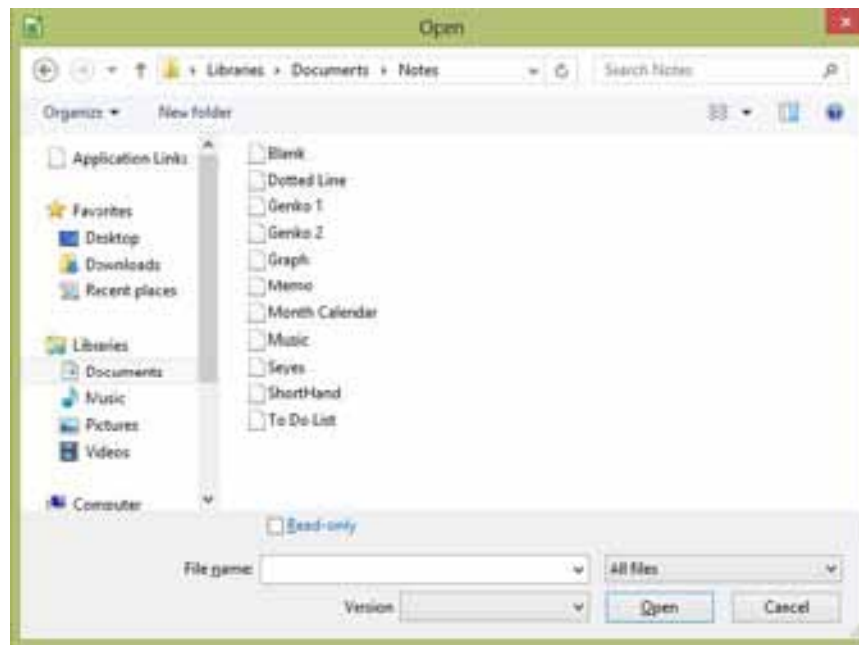 Open
Libraries Documents Notes
Search Notes
Organize
New folder
Application Links
Favorites
Desktop
Downloads
Recent places
Libraries
Documents
Music
Pictures
Videos
Computer
Blank
Dotted Line
Genko 1
Genko 2
Graph
Memo
Month Calendar
Music
Seyes
ShortHand
To Do List
Read-only
File name:
All files
Version
Open
Cancel